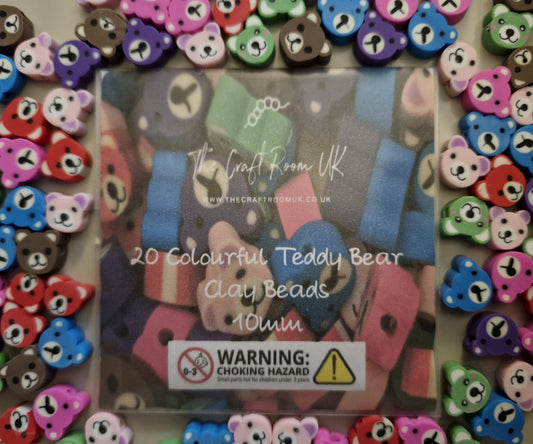 The Craft Room UK
WWW.THECRAFTROOMUK.CO.UK
20 Colourful Teddy Bear
Clay Beads
10mm
0-3
WARNING:
CHOKING HAZARD
Small parts not for children under 3 years